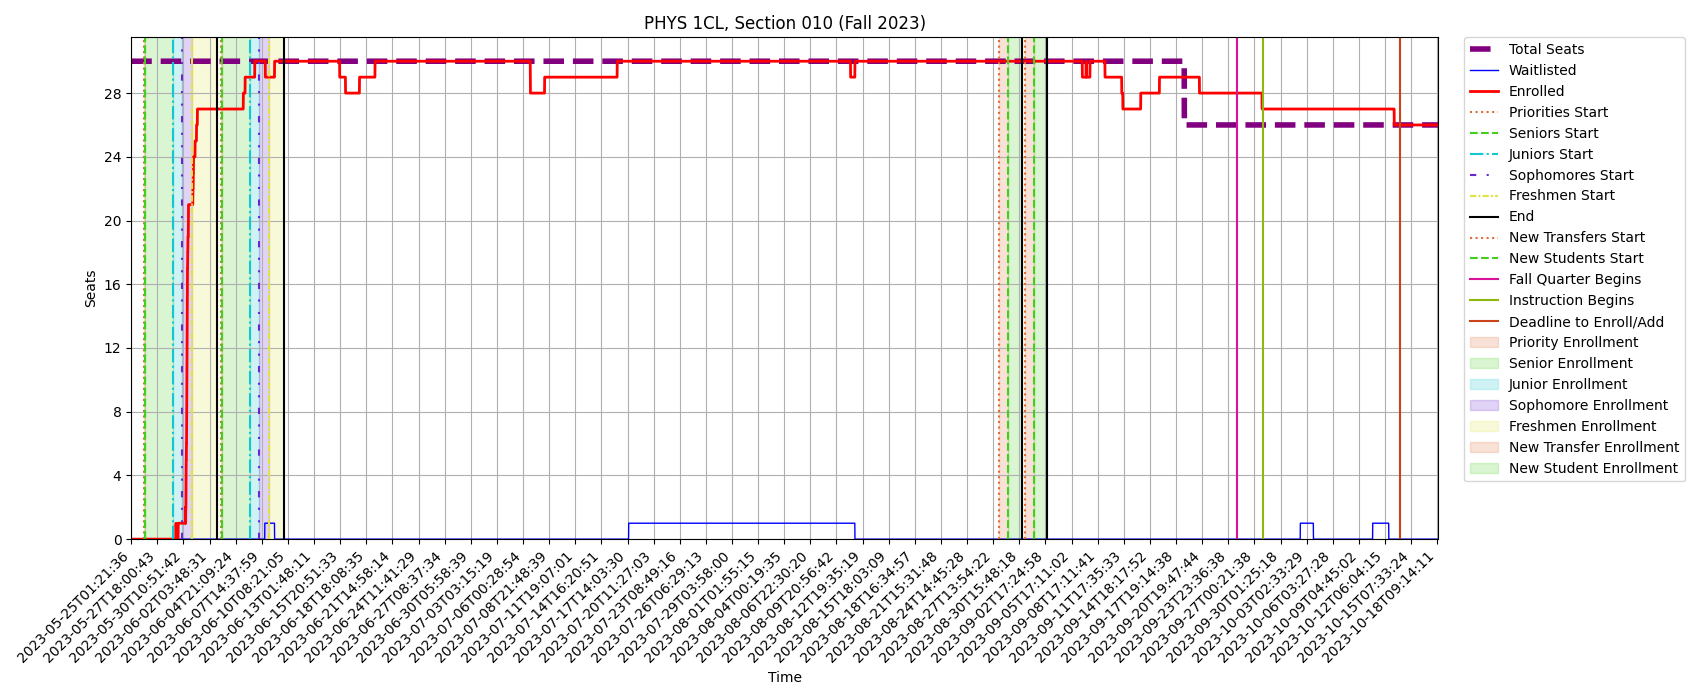 PHYS 1CL, Section 010 (Fall 2023)
Seats
28
24
20
16
12
8
4
0
2023-05-25T01:21:36
2023-05-27T18:00:43
2023-05-30T10:51:42
2023-06-02T03:48:31
2023-06-04T21:09:24
2023-06-07T14:37:59
2023-06-10T08:21:05
2023-06-13T01:48:11
2023-06-15T20:51:33
2023-06-18T18:08:35
2023-06-21T14:58:14
2023-06-24T11:41:29
2023-06-27T08:37:34
2023-06-30T05:58:39
2023-07-03T03:15:19
2023-07-06T00:28:54
2023-07-08T21:48:39
2023-07-11T19:07:01
2023-07-14T16:20:51
2023-07-17T14:03:30
2023-07-20T11:27:03
2023-07-23T08:49:16
2023-07-26T06:29:13
2023-07-29T03:58:00
2023-08-01T01:55:15
2023-08-04T00:19:35
2023-08-06T22:30:20
2023-08-09T20:56:42
2023-08-12T19:35:19
2023-08-15T18:03:09
2023-08-18T16:34:57
2023-08-21T15:31:48
2023-08-24T14:45:28
2023-08-27T13:54:22
2023-08-30T15:48:18
2023-09-02T17:24:58
2023-09-05T17:11:02
2023-09-08T17:11:41
2023-09-11T17:35:33
2023-09-14T18:17:52
2023-09-17T19:14:38
2023-09-20T19:47:44
2023-09-23T23:36:38
2023-09-27T00:21:38
2023-09-30T01:25:18
2023-10-03T02:33:29
2023-10-06T03:27:28
2023-10-09T04:45:02
2023-10-12T06:04:15
2023-10-15T07:33:24
2023-10-18T09:14:11
Time
Total Seats
Waitlisted
Enrolled
Priorities Start
Seniors Start
Juniors Start
Sophomores Start
Freshmen Start
End
New Transfers Start
New Students Start
Fall Quarter Begins
Instruction Begins
Deadline to Enroll/Add
Priority Enrollment
Senior Enrollment
Junior Enrollment
Sophomore Enrollment
Freshmen Enrollment
New Transfer Enrollment
New Student Enrollment